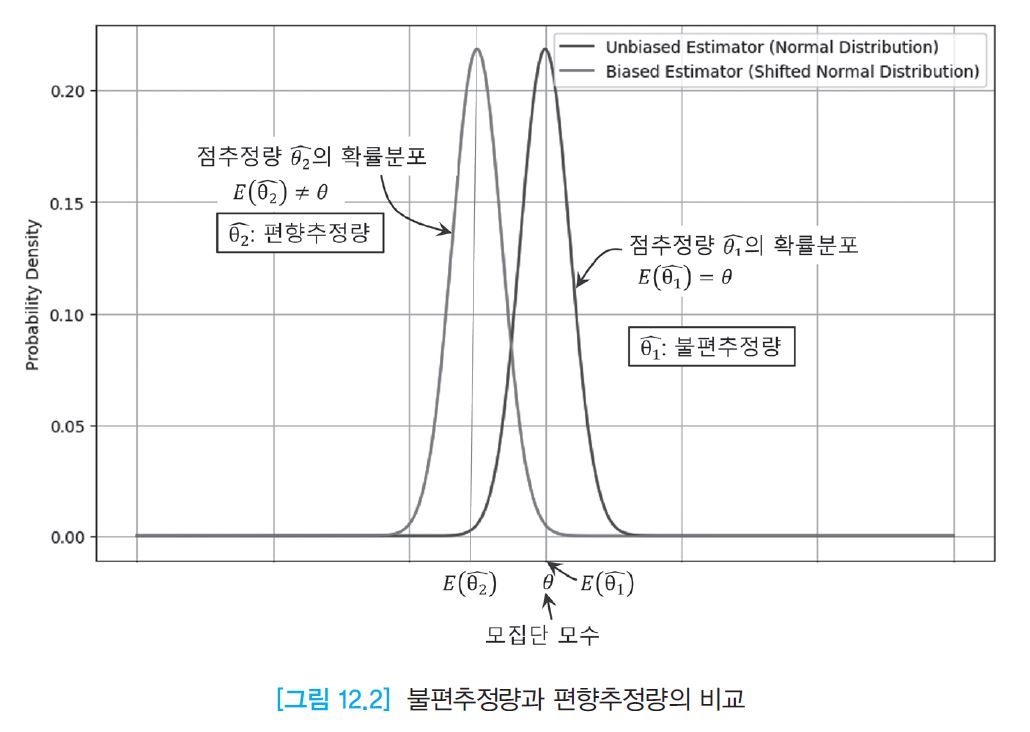 Unbiased Estimator (Normal Distribution)
Biased Estimator (Shifted Normal Distribution)
Probability Density
0.20
0.15
0.10
0.05
0.00
점추정량 θ̂₂의 확률분포
E(θ̂₂) ≠ θ
θ̂₂: 편향추정량
점추정량 θ̂₁의 확률분포
E(θ̂₁) = θ
θ̂₁: 불편추정량
E(θ̂₂) θ E(θ̂₁)
모집단 모수
[그림 12.2] 불편추정량과 편향추정량의 비교